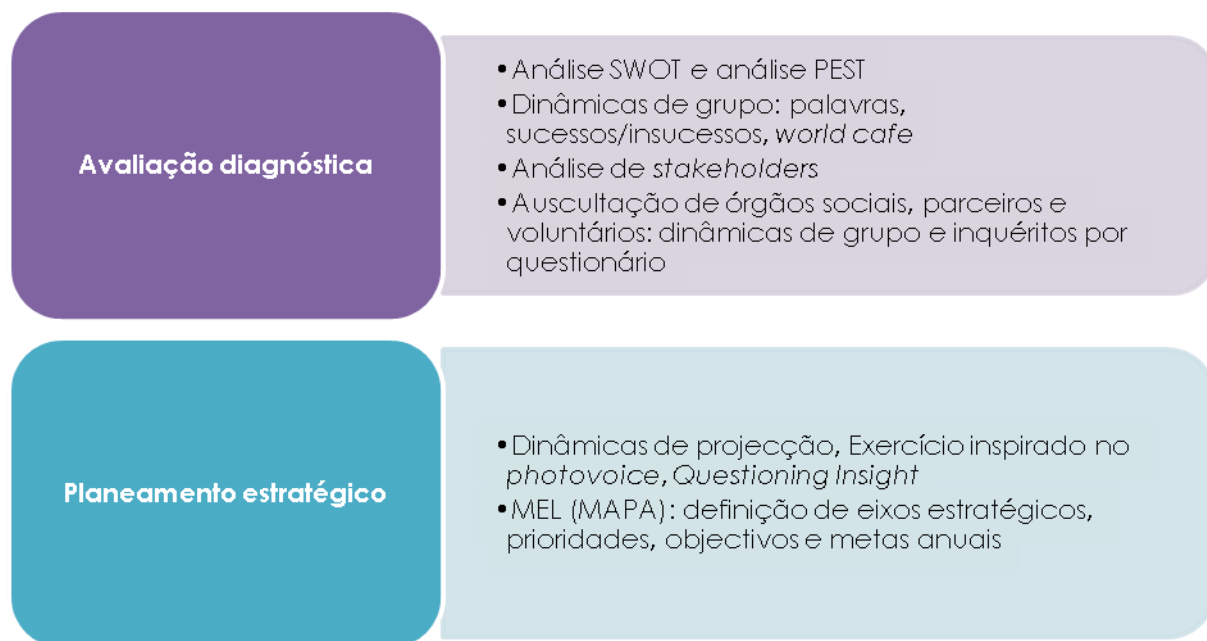 Avaliação diagnóstica
•Análise SWOT e análise PEST
•Dinâmicas de grupo: palavras,
sucessos/insucessos, world cafe
•Análise de stakeholders
•Auscultação de órgãos sociais, parceiros e
voluntários: dinâmicas de grupo e inquéritos por
questionário
Planeamento estratégico
•Dinâmicas de projecção, Exercício inspirado no
photovoice, Questioning Insight
•MEL (MAPA): definição de eixos estratégicos,
prioridades, objectivos e metas anuais